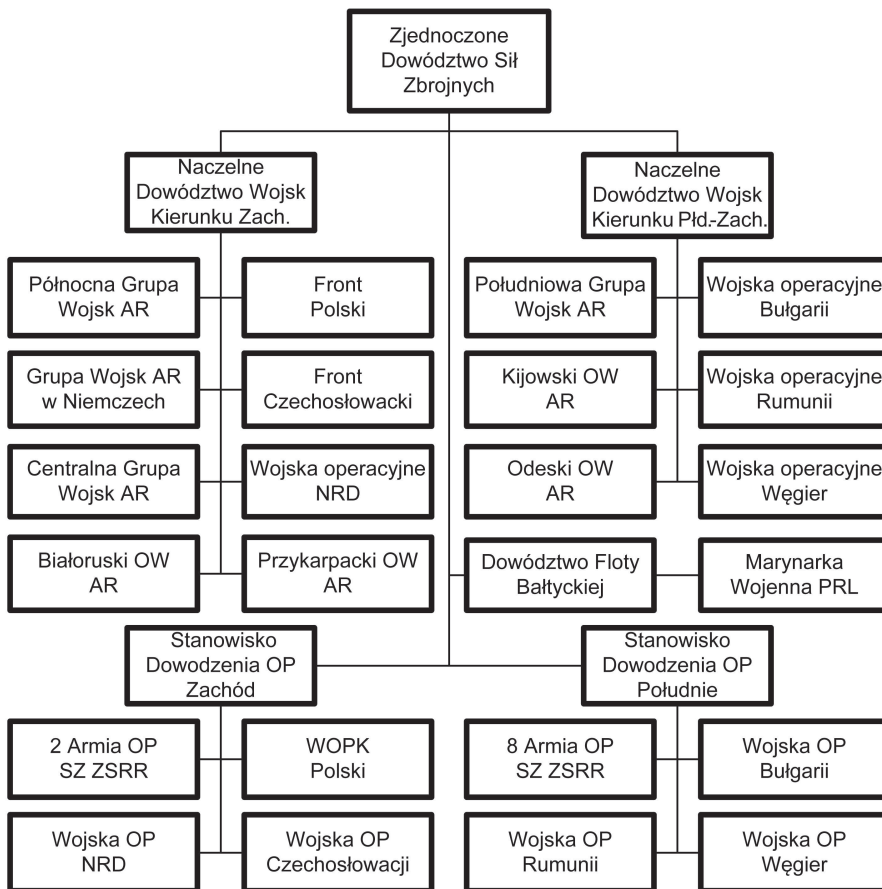 Zjednoczone
Dowództwo Sił
Zbrojnych
Naczelne
Dowództwo Wojsk
Kierunku Zach.
Naczelne
Dowództwo Wojsk
Kierunku Płd.-Zach.
Północna Grupa
Wojsk AR
Front
Polski
Południowa Grupa
Wojsk AR
Wojska operacyjne
Bułgarii
Grupa Wojsk AR
w Niemczech
Front
Czechosłowacki
Kijowski OW
AR
Wojska operacyjne
Rumunii
Centralna Grupa
Wojsk AR
Wojska operacyjne
NRD
Odeski OW
AR
Wojska operacyjne
Węgier
Białoruski OW
AR
Przykarpacki OW
AR
Dowództwo Floty
Bałtyckiej
Marynarka
Wojenna PRL
Stanowisko
Dowodzenia OP
Zachód
Stanowisko
Dowodzenia OP
Południe
2 Armia OP
SZ ZSRR
WOPK
Polski
8 Armia OP
SZ ZSRR
Wojska OP
Bułgarii
Wojska OP
NRD
Wojska OP
Czechosłowacji
Wojska OP
Rumunii
Wojska OP
Węgier